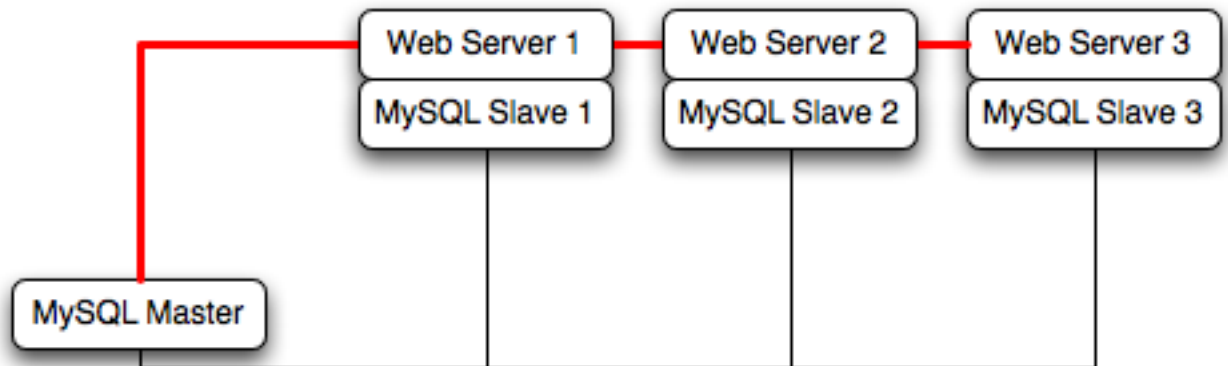 Web Server 1
Web Server 2
Web Server 3
MySQL Slave 1
MySQL Slave 2
MySQL Slave 3
MySQL Master